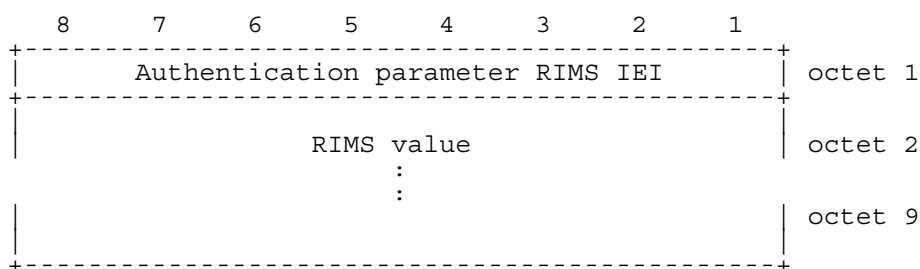 8 7 6 5 4 3 2 1
+-----------------------------------------------+
| Authentication parameter RIMS IEI | octet 1
+-----------------------------------------------+
| |
| RIMS value | octet 2
:
:
| | octet 9
| |
+-----------------------------------------------+